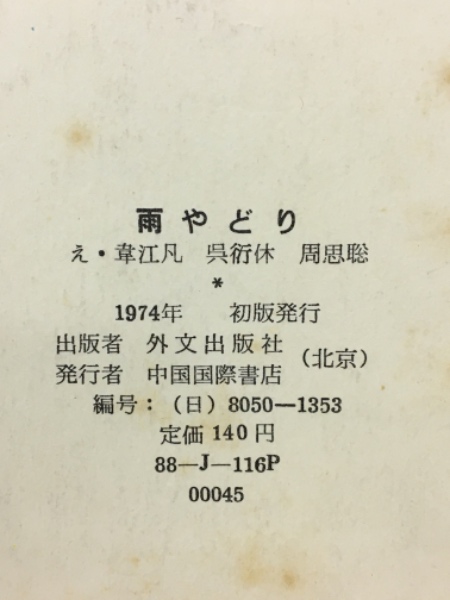 雨やどり
え・韋江凡 呉衍休 周思聡
*
1974年 初版発行
出版者 外文出版社
発行者 中国国際書店
(北京)
編号：(日) 8050—1353
定価 140 円
88—J—116P
00045